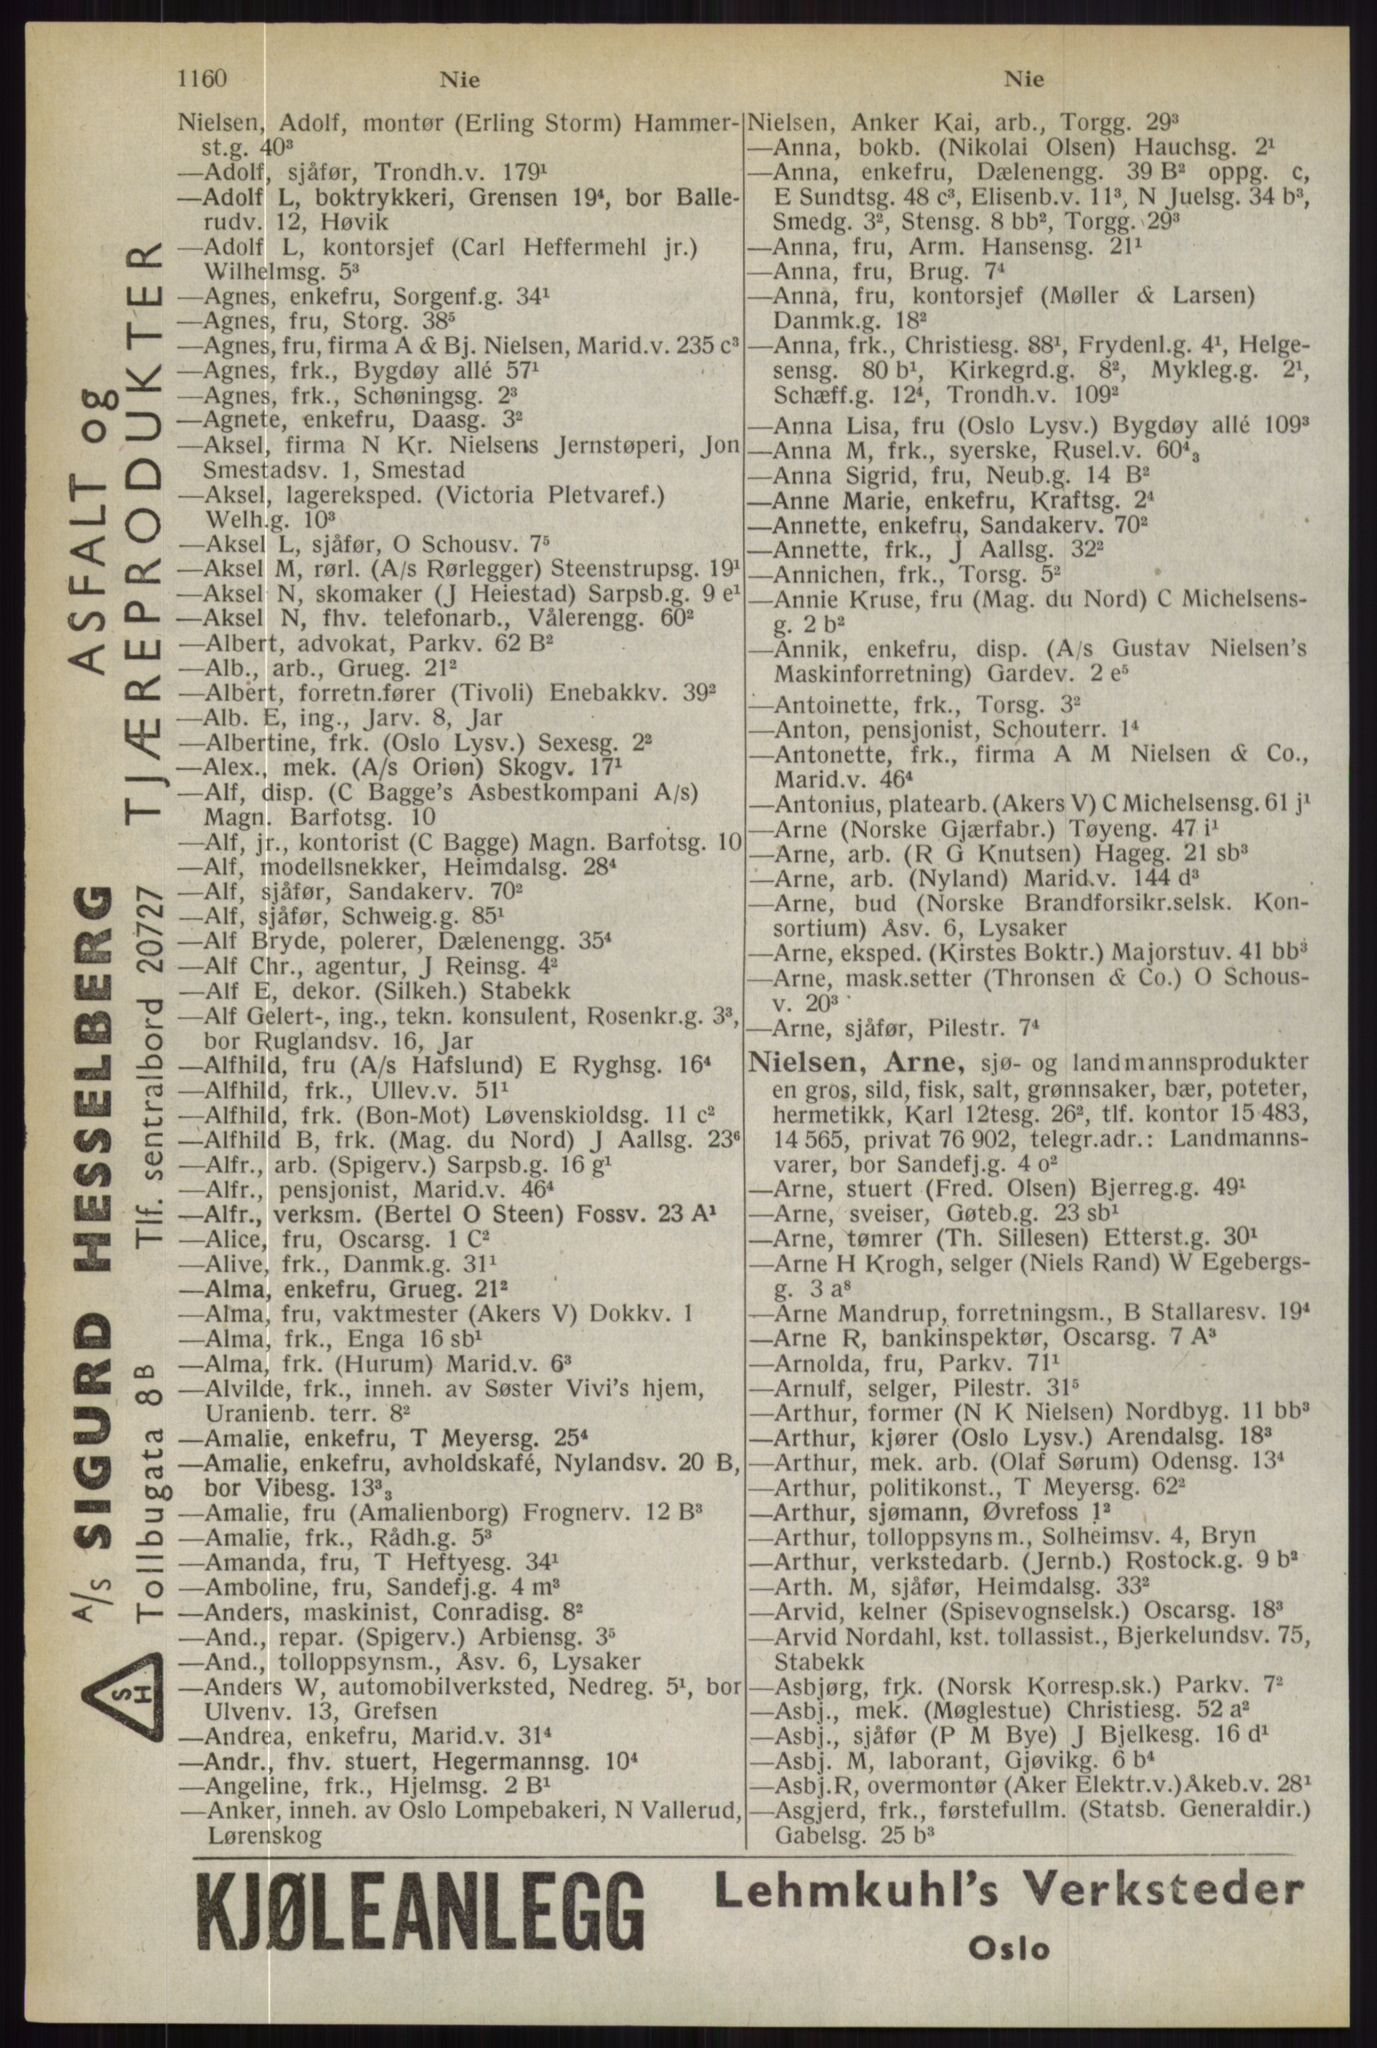 1160 Nie Nie
Nielsen, Adolf, montør (Erling Storm) Hammer-
st.g. 40³
—Adolf, sjåfør, Trondh.v. 179¹
—Adolf L, boktrykkeri, Grensen 19⁴, bor Balle-
rudv. 12, Høvik
—Adolf L, kontorsjef (Carl Heffermehl jr.)
Wilhelmsg. 5³
—Agnes, enkefru, Sorgenf.g. 34¹
—Agnes, fru, Storg. 38⁵
—Agnes, fru, firma A & Bj. Nielsen, Marid.v. 235 c³
—Agnes, frk., Bygdøy allé 57¹
—Agnes, frk., Schøningsg. 2³
—Agnete, enkefru, Daasg. 3²
—Aksel, firma N Kr. Nielsens Jernstøperi, Jon
Smestadsv. 1, Smestad
—Aksel, lagereksped. (Victoria Pletvaref.)
Welh.g. 10³
—Aksel L, sjåfør, O Schousv. 7⁵
—Aksel M, rørl. (A/s Rørlegger) Steenstrupsg. 19¹
—Aksel N, skomaker (J Heiestad) Sarpsb.g. 9 e¹
—Aksel N, fhv. telefonarb., Vålerengg. 60²
—Albert, advokat, Parkv. 62 B²
—Alb., arb., Grueg. 21²
—Albert, forretn.fører (Tivoli) Enebakkv. 39²
—Alb. E, ing., Jarv. 8, Jar
—Albertine, frk. (Oslo Lysv.) Sexesg. 2²
—Alex., mek. (A/s Orion) Skogv. 17¹
—Alf, disp. (C Bagge's Asbestkompani A/s)
Magn. Barfotsg. 10
—Alf, jr., kontorist (C Bagge) Magn. Barfotsg. 10
—Alf, modellsnekker, Heimdalsg. 28⁴
—Alf, sjåfør, Sandakerv. 70²
—Alf, sjåfør, Schweig.g. 85¹
—Alf Bryde, polerer, Dælenengg. 35⁴
—Alf Chr., agentur, J Reinsg. 4²
—Alf E, dekor. (Silkeh.) Stabekk
—Alf Gelert-, ing., tekn. konsulent, Rosenkr.g. 3³,
bor Ruglandsv. 16, Jar
—Alfhild, fru (A/s Hafslund) E Ryghsg. 16⁴
—Alfhild, frk., Ullev.v. 51¹
—Alfhild, frk. (Bon-Mot) Løvenskioldsg. 11 c²
—Alfhild B, frk. (Mag. du Nord) J Aallsg. 23⁶
—Alfr., arb. (Spigerv.) Sarpsb.g. 16 g¹
—Alfr., pensjonist, Marid.v. 46⁴
—Alfr., verksm. (Bertel O Steen) Fossv. 23 A¹
—Alice, fru, Oscarsg. 1 C²
—Alive, frk., Danmk.g. 31¹
—Alma, enkefru, Grueg. 21²
—Alma, fru, vaktmester (Akers V) Dokkv. 1
—Alma, frk., Enga 16 sb¹
—Alma, frk. (Hurum) Marid.v. 6³
—Alvilde, frk., inneh. av Søster Vivi's hjem,
Uranienb. terr. 8²
—Amalie, enkefru, T Meyersg. 25⁴
—Amalie, enkefru, avholdskafé, Nylandsv. 20 B,
bor Vibesg. 13³₃
—Amalie, fru (Amalienborg) Frognerv. 12 B³
—Amalie, frk., Rådh.g. 5³
—Amanda, fru, T Heftyesg. 34¹
—Amboline, fru, Sandefj.g. 4 m³
—Anders, maskinist, Conradisg. 8²
—And., repar. (Spigerv.) Arbiensg. 3⁵
—And., tolloppsynsm., Åsv. 6, Lysaker
—Anders W, automobilverksted, Nedreg. 5¹, bor
Ulvenv. 13, Grefsen
—Andrea, enkefru, Marid.v. 31⁴
—Andr., fhv. stuert, Hegermannsg. 10⁴
—Angeline, frk., Hjelmsg. 2 B¹
—Anker, inneh. av Oslo Lompebakeri, N Vallerud,
Lørenskog
Nielsen, Anker Kai, arb., Torgg. 29³
—Anna, bokb. (Nikolai Olsen) Hauchsg. 2¹
—Anna, enkefru, Dælenengg. 39 B² oppg. c,
E Sundtsg. 48 c³, Elisenb.v. 11³, N Juelsg. 34 b³,
Smedg. 3², Stensg. 8 bb², Torgg. 29³
—Anna, fru, Arm. Hansensg. 21¹
—Anna, fru, Brug. 7⁴
—Anna, fru, kontorsjef (Møller & Larsen)
Danmk.g. 18²
—Anna, frk., Christiesg. 88¹, Frydenl.g. 4¹, Helge-
sensg. 80 b¹, Kirkegrd.g. 8², Mykleg.g. 2¹,
Schæff.g. 12⁴, Trondh.v. 109²
—Anna Lisa, fru (Oslo Lysv.) Bygdøy allé 109³
—Anna M, frk., syerske, Rusel.v. 60⁴₃
—Anna Sigrid, fru, Neub.g. 14 B²
—Anne Marie, enkefru, Kraftsg. 2⁴
—Annette, enkefru, Sandakerv. 70²
—Annette, frk., J Aallsg. 32²
—Annichen, frk., Torsg. 5²
—Annie Kruse, fru (Mag. du Nord) C Michelsens-
g. 2 b²
—Annik, enkefru, disp. (A/s Gustav Nielsen's
Maskinforretning) Gardev. 2 e⁵
—Antoinette, frk., Torsg. 3²
—Anton, pensjonist, Schouterr. 1⁴
—Antonette, frk., firma A M Nielsen & Co.,
Marid.v. 46⁴
—Antonius, platearb. (Akers V) C Michelsensg. 61 j¹
—Arne (Norske Gjærfabr.) Tøyeng. 47 i¹
—Arne, arb. (R G Knutsen) Hageg. 21 sb³
—Arne, arb. (Nyland) Marid.v. 144 d³
—Arne, bud (Norske Brandforsikr.selsk. Kon-
sortium) Åsv. 6, Lysaker
—Arne, eksped. (Kirstes Boktr.) Majorstuv. 41 bb³
—Arne, mask.setter (Thronsen & Co.) O Schous-
v. 20³
—Arne, sjåfør, Pilestr. 7⁴
Nielsen, Arne, sjø- og landmannsprodukter
en gros, sild, fisk, salt, grønnsaker, bær, poteter,
hermetikk, Karl 12tesg. 26², tlf. kontor 15 483,
14 565, privat 76 902, telegr.adr.: Landmanns-
varer, bor Sandefj.g. 4 o²
—Arne, stuert (Fred. Olsen) Bjerreg.g. 49¹
—Arne, sveiser, Gøteb.g. 23 sb¹
—Arne, tømrer (Th. Sillesen) Etterst.g. 30¹
—Arne H Krogh, selger (Niels Rand) W Egebergs-
g. 3 a⁸
—Arne Mandrup, forretningsm., B Stallaresv. 19⁴
—Arne R, bankinspektør, Oscarsg. 7 A³
—Arnolda, fru, Parkv. 71¹
—Arnulf, selger, Pilestr. 31⁵
—Arthur, former (N K Nielsen) Nordbyg. 11 bb³
—Arthur, kjører (Oslo Lysv.) Arendalsg. 18³
—Arthur, mek. arb. (Olaf Sørum) Odensg. 13⁴
—Arthur, politikonst., T Meyersg. 62²
—Arthur, sjømann, Øvrefoss 1²
—Arthur, tolloppsynsm., Solheimsv. 4, Bryn
—Arthur, verkstedarb. (Jernb.) Rostock.g. 9 b²
—Arth. M, sjåfør, Heimdalsg. 33²
—Arvid, kelner (Spisevognselsk.) Oscarsg. 18³
—Arvid Nordahl, kst. tollassist., Bjerkelundsv. 75,
Stabekk
—Asbjørg, frk. (Norsk Korresp.sk.) Parkv. 7²
—Asbj., mek. (Møglestue) Christiesg. 52 a²
—Asbj., sjåfør (P M Bye) J Bjelkesg. 16 d¹
—Asbj. M, laborant, Gjøvikg. 6 b⁴
—Asbj.R, overmontør (Aker Elektr.v.) Åkeb.v. 28¹
—Asgjerd, frk., førstefullm. (Statsb. Generaldir.)
Gabelsg. 25 b³
SH
A/s SIGURD HESSELBERG
Tollbugata 8 B Tlf. sentralbord 20727
ASFALT og
TJÆREPRODUKTER
KJØLEANLEGG Lehmkuhl's Verksteder
Oslo